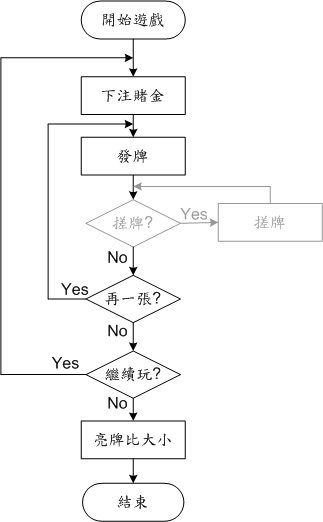 開始遊戲
下注賭金
發牌
搓牌?
Yes
搓牌
No
再一張?
Yes
No
繼續玩?
Yes
No
亮牌比大小
結束